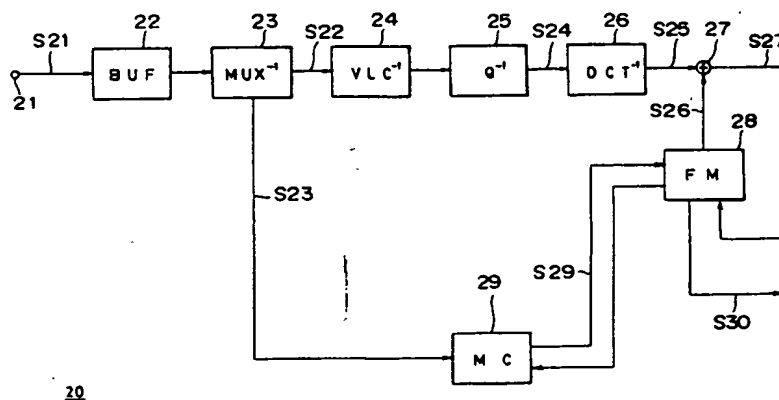 22 23 24 25 26
S21 S22 S24 S25 27 S27
BUF MUX⁻¹ VLC⁻¹ Q⁻¹ DCT⁻¹
21
S26
28
FM
S23
S29
S30
29
MC
20